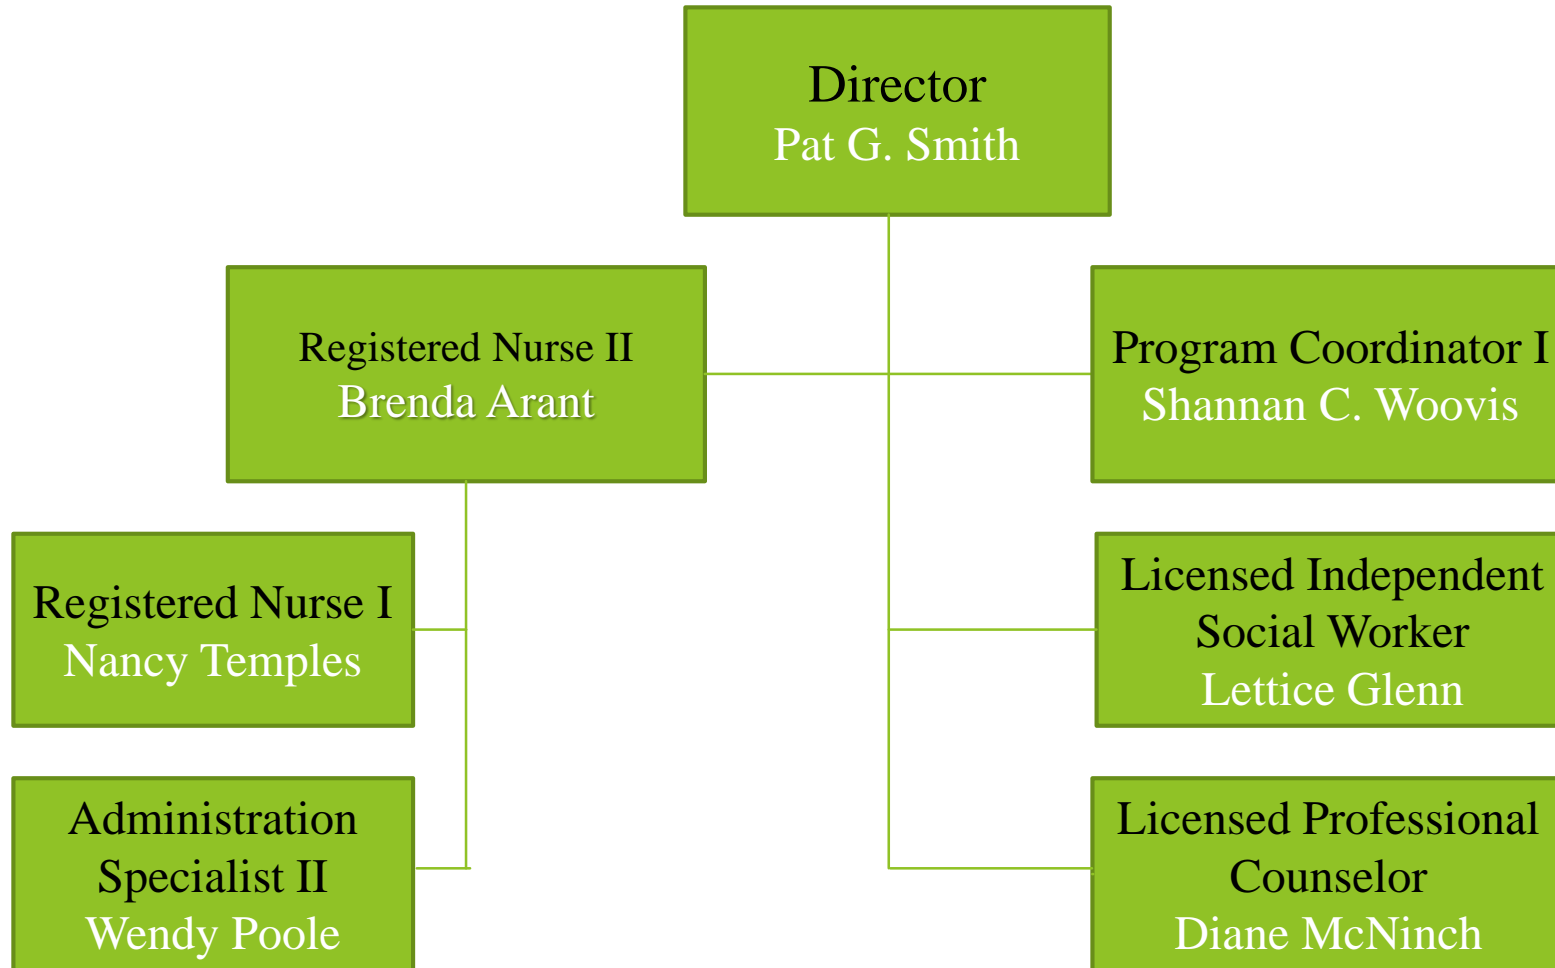 Director
Pat G. Smith
Registered Nurse II
Brenda Arant
Program Coordinator I
Shannan C. Woovis
Registered Nurse I
Nancy Temples
Licensed Independent
Social Worker
Lettice Glenn
Administration
Specialist II
Wendy Poole
Licensed Professional
Counselor
Diane McNinch